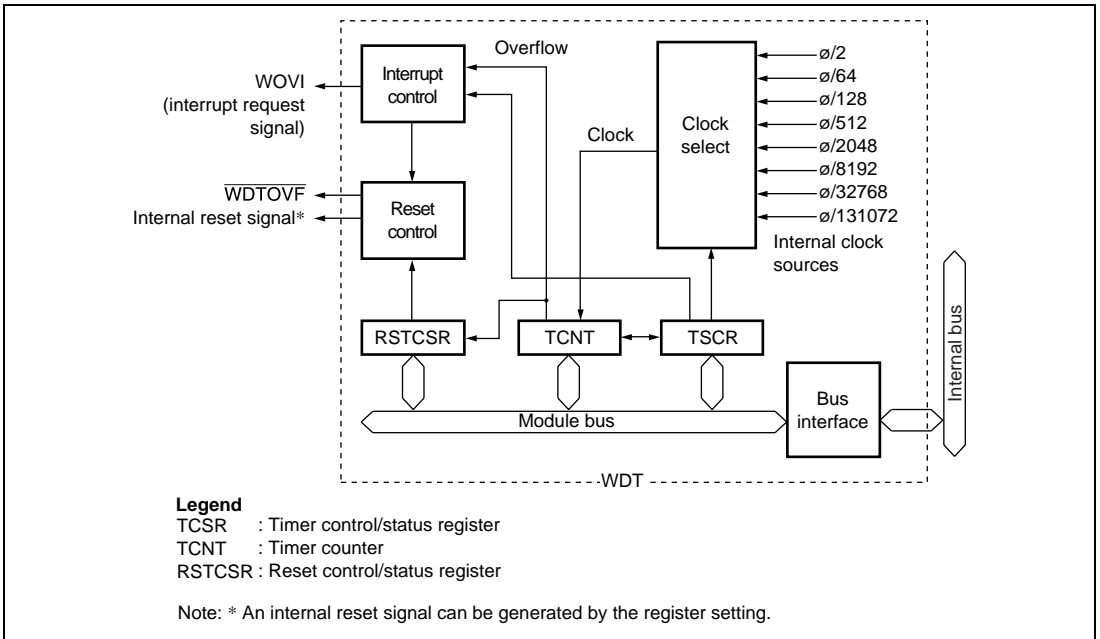 Overflow
Interrupt
control
WOVI
(interrupt request
signal)
WDTOVF
Internal reset signal*
Reset
control
Clock
Clock
select
ø/2
ø/64
ø/128
ø/512
ø/2048
ø/8192
ø/32768
ø/131072
Internal clock
sources
RSTCSR
TCNT
TSCR
Module bus
Bus
interface
Internal bus
WDT
Legend
TCSR : Timer control/status register
TCNT : Timer counter
RSTCSR : Reset control/status register
Note: * An internal reset signal can be generated by the register setting.